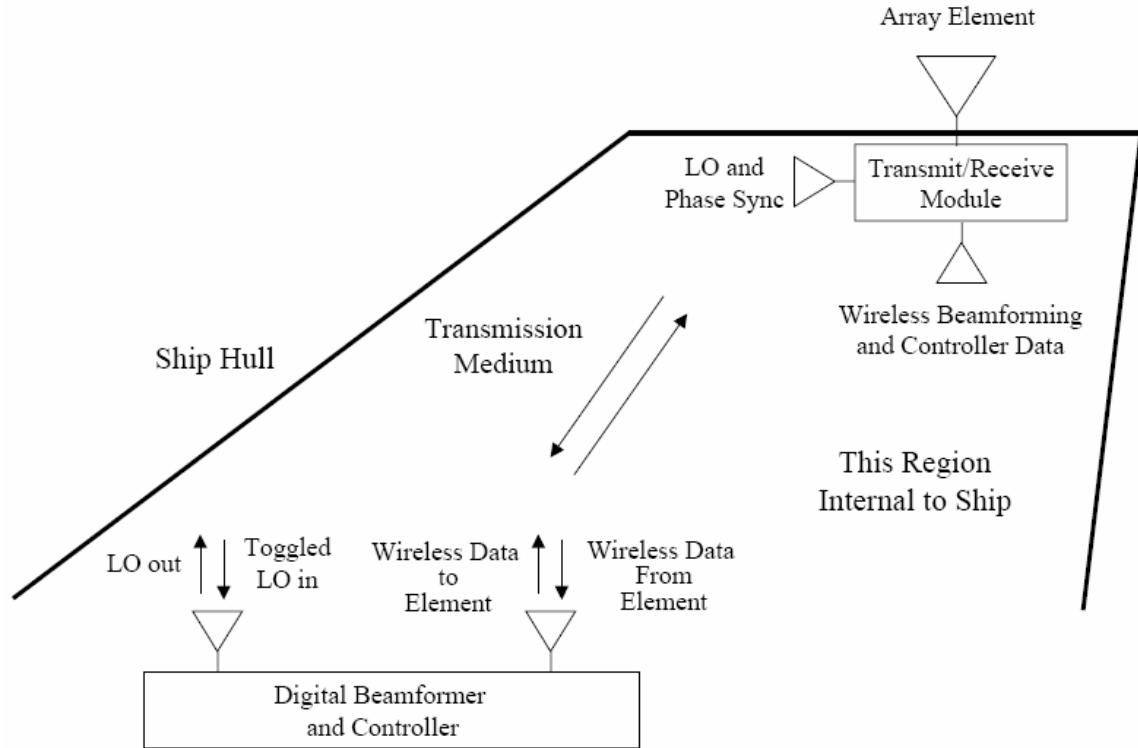 Array Element
LO and
Phase Sync
Transmit/Receive
Module
Wireless Beamforming
and Controller Data
Transmission
Medium
Ship Hull
This Region
Internal to Ship
LO out
Toggled
LO in
Wireless Data
to
Element
Wireless Data
From
Element
Digital Beamformer
and Controller